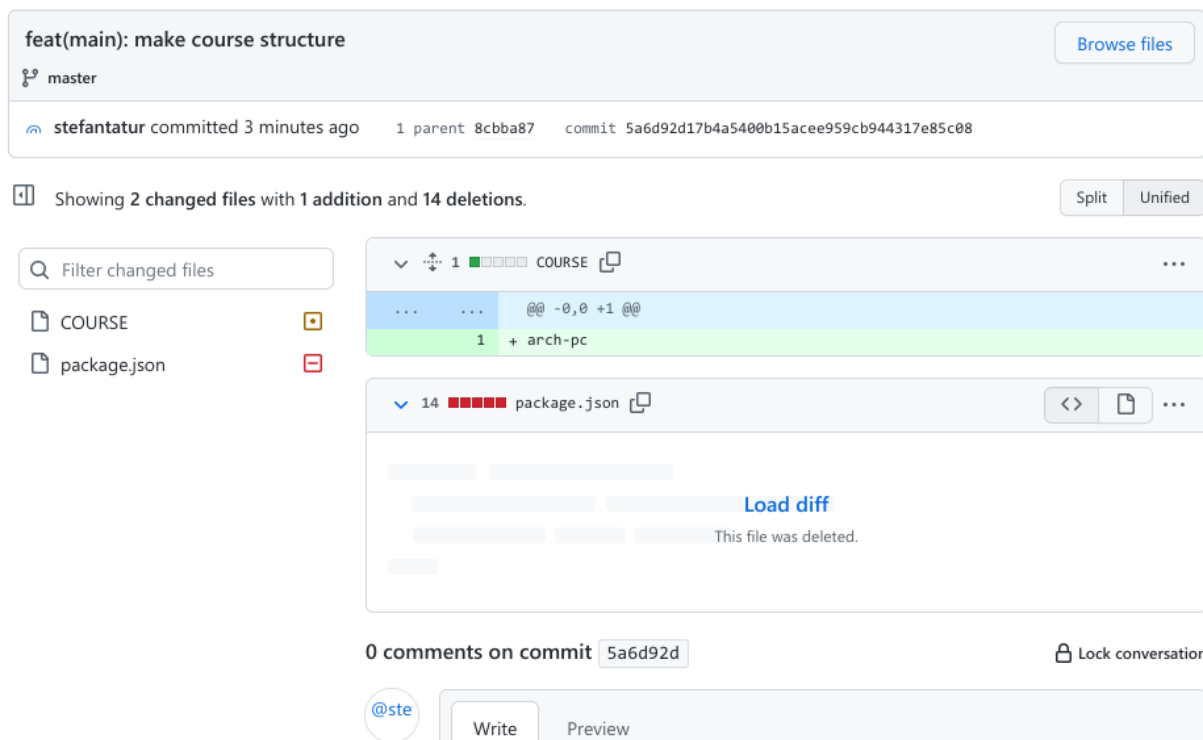 feat(main): make course structure
Browse files
master
stefantatur committed 3 minutes ago 1 parent 8cbba87 commit 5a6d92d17b4a5400b15acee959cb944317e85c08
Showing 2 changed files with 1 addition and 14 deletions.
Split Unified
Filter changed files
COURSE
package.json
1 COURSE
... ... @@ -0,0 +1 @@
1 + arch-pc
14 package.json
Load diff
This file was deleted.
0 comments on commit 5a6d92d
Lock conversation
@ste
Write Preview